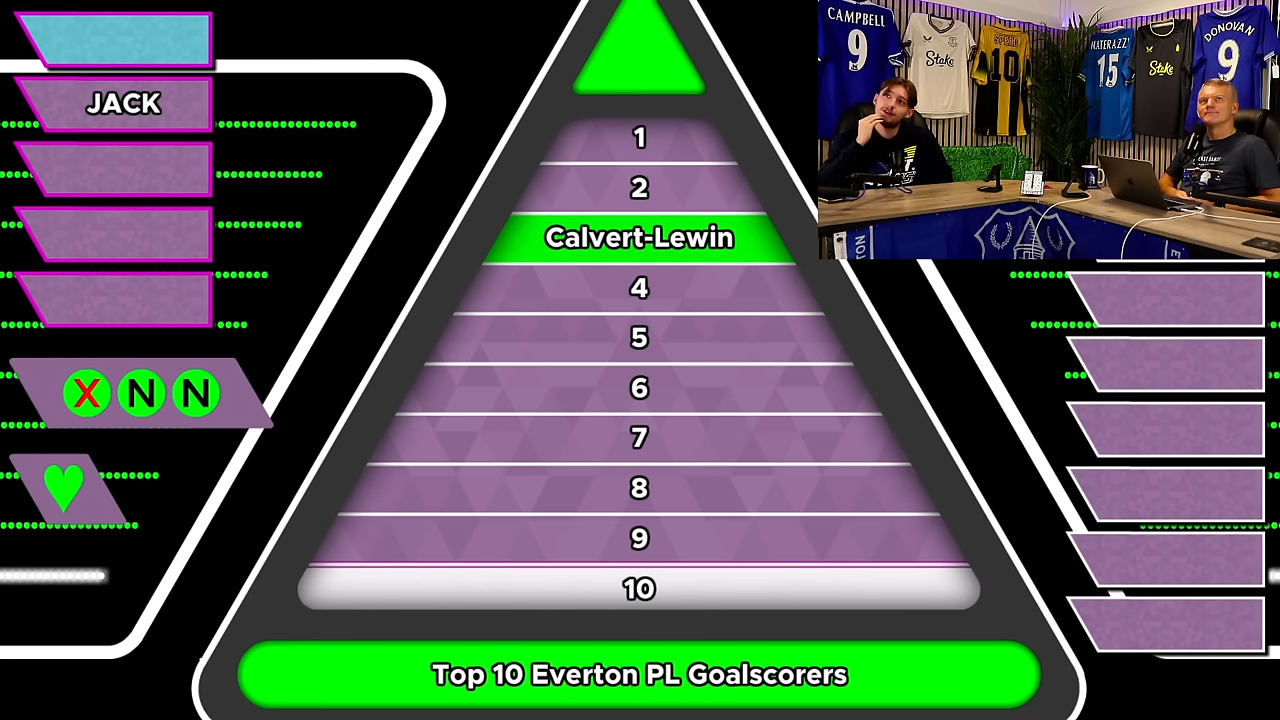 JACK
X N N
1
2
Calvert-Lewin
4
5
6
7
8
9
10
Top 10 Everton PL Goalscorers
CAMPBELL
9
Stake
SPEED
10
MATERAZZI
15
Stake
DONOVAN
9